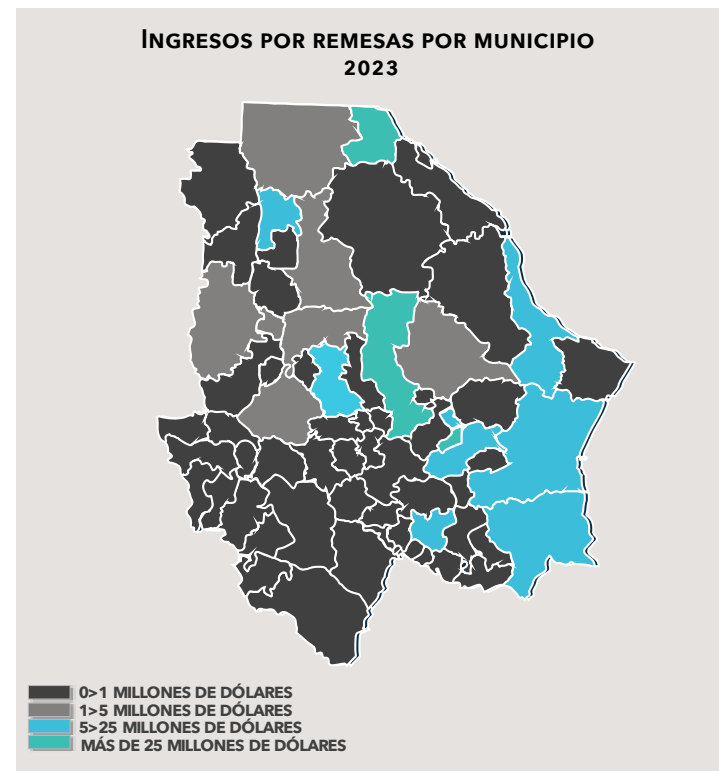 INGRESOS POR REMESAS POR MUNICIPIO
2023
0>1 MILLONES DE DÓLARES
1>5 MILLONES DE DÓLARES
5>25 MILLONES DE DÓLARES
MÁS DE 25 MILLONES DE DÓLARES